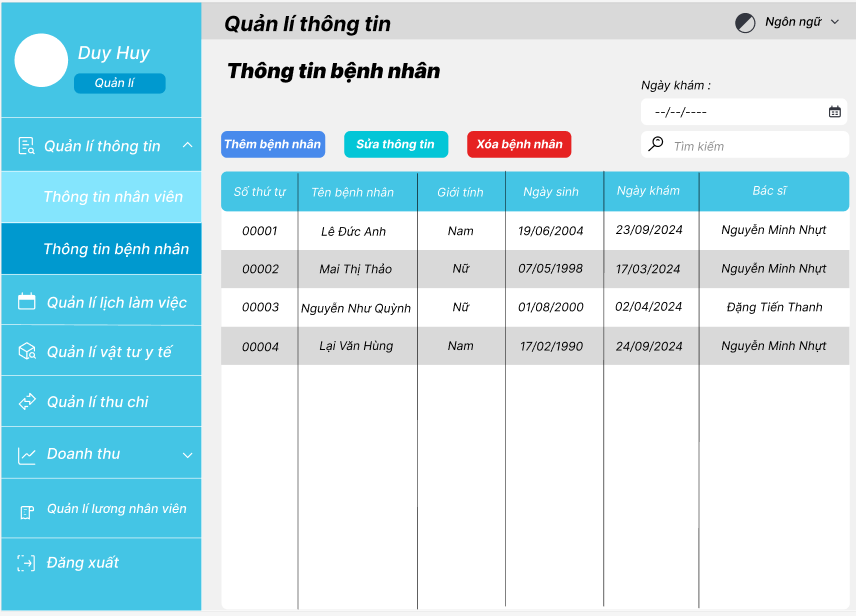 Duy Huy
Quản lí
Quản lí thông tin
Thông tin nhân viên
Thông tin bệnh nhân
Quản lí lịch làm việc
Quản lí vật tư y tế
Quản lí thu chi
Doanh thu
Quản lí lương nhân viên
Đăng xuất
Quản lí thông tin
Ngôn ngữ
Thông tin bệnh nhân
Ngày khám :
--/--/----
Thêm bệnh nhân Sửa thông tin Xóa bệnh nhân
Tìm kiếm
Số thứ tự Tên bệnh nhân Giới tính Ngày sinh Ngày khám Bác sĩ
00001 Lê Đức Anh Nam 19/06/2004 23/09/2024 Nguyễn Minh Nhựt
00002 Mai Thị Thảo Nữ 07/05/1998 17/03/2024 Nguyễn Minh Nhựt
00003 Nguyễn Như Quỳnh Nữ 01/08/2000 02/04/2024 Đặng Tiến Thanh
00004 Lại Văn Hùng Nam 17/02/1990 24/09/2024 Nguyễn Minh Nhựt